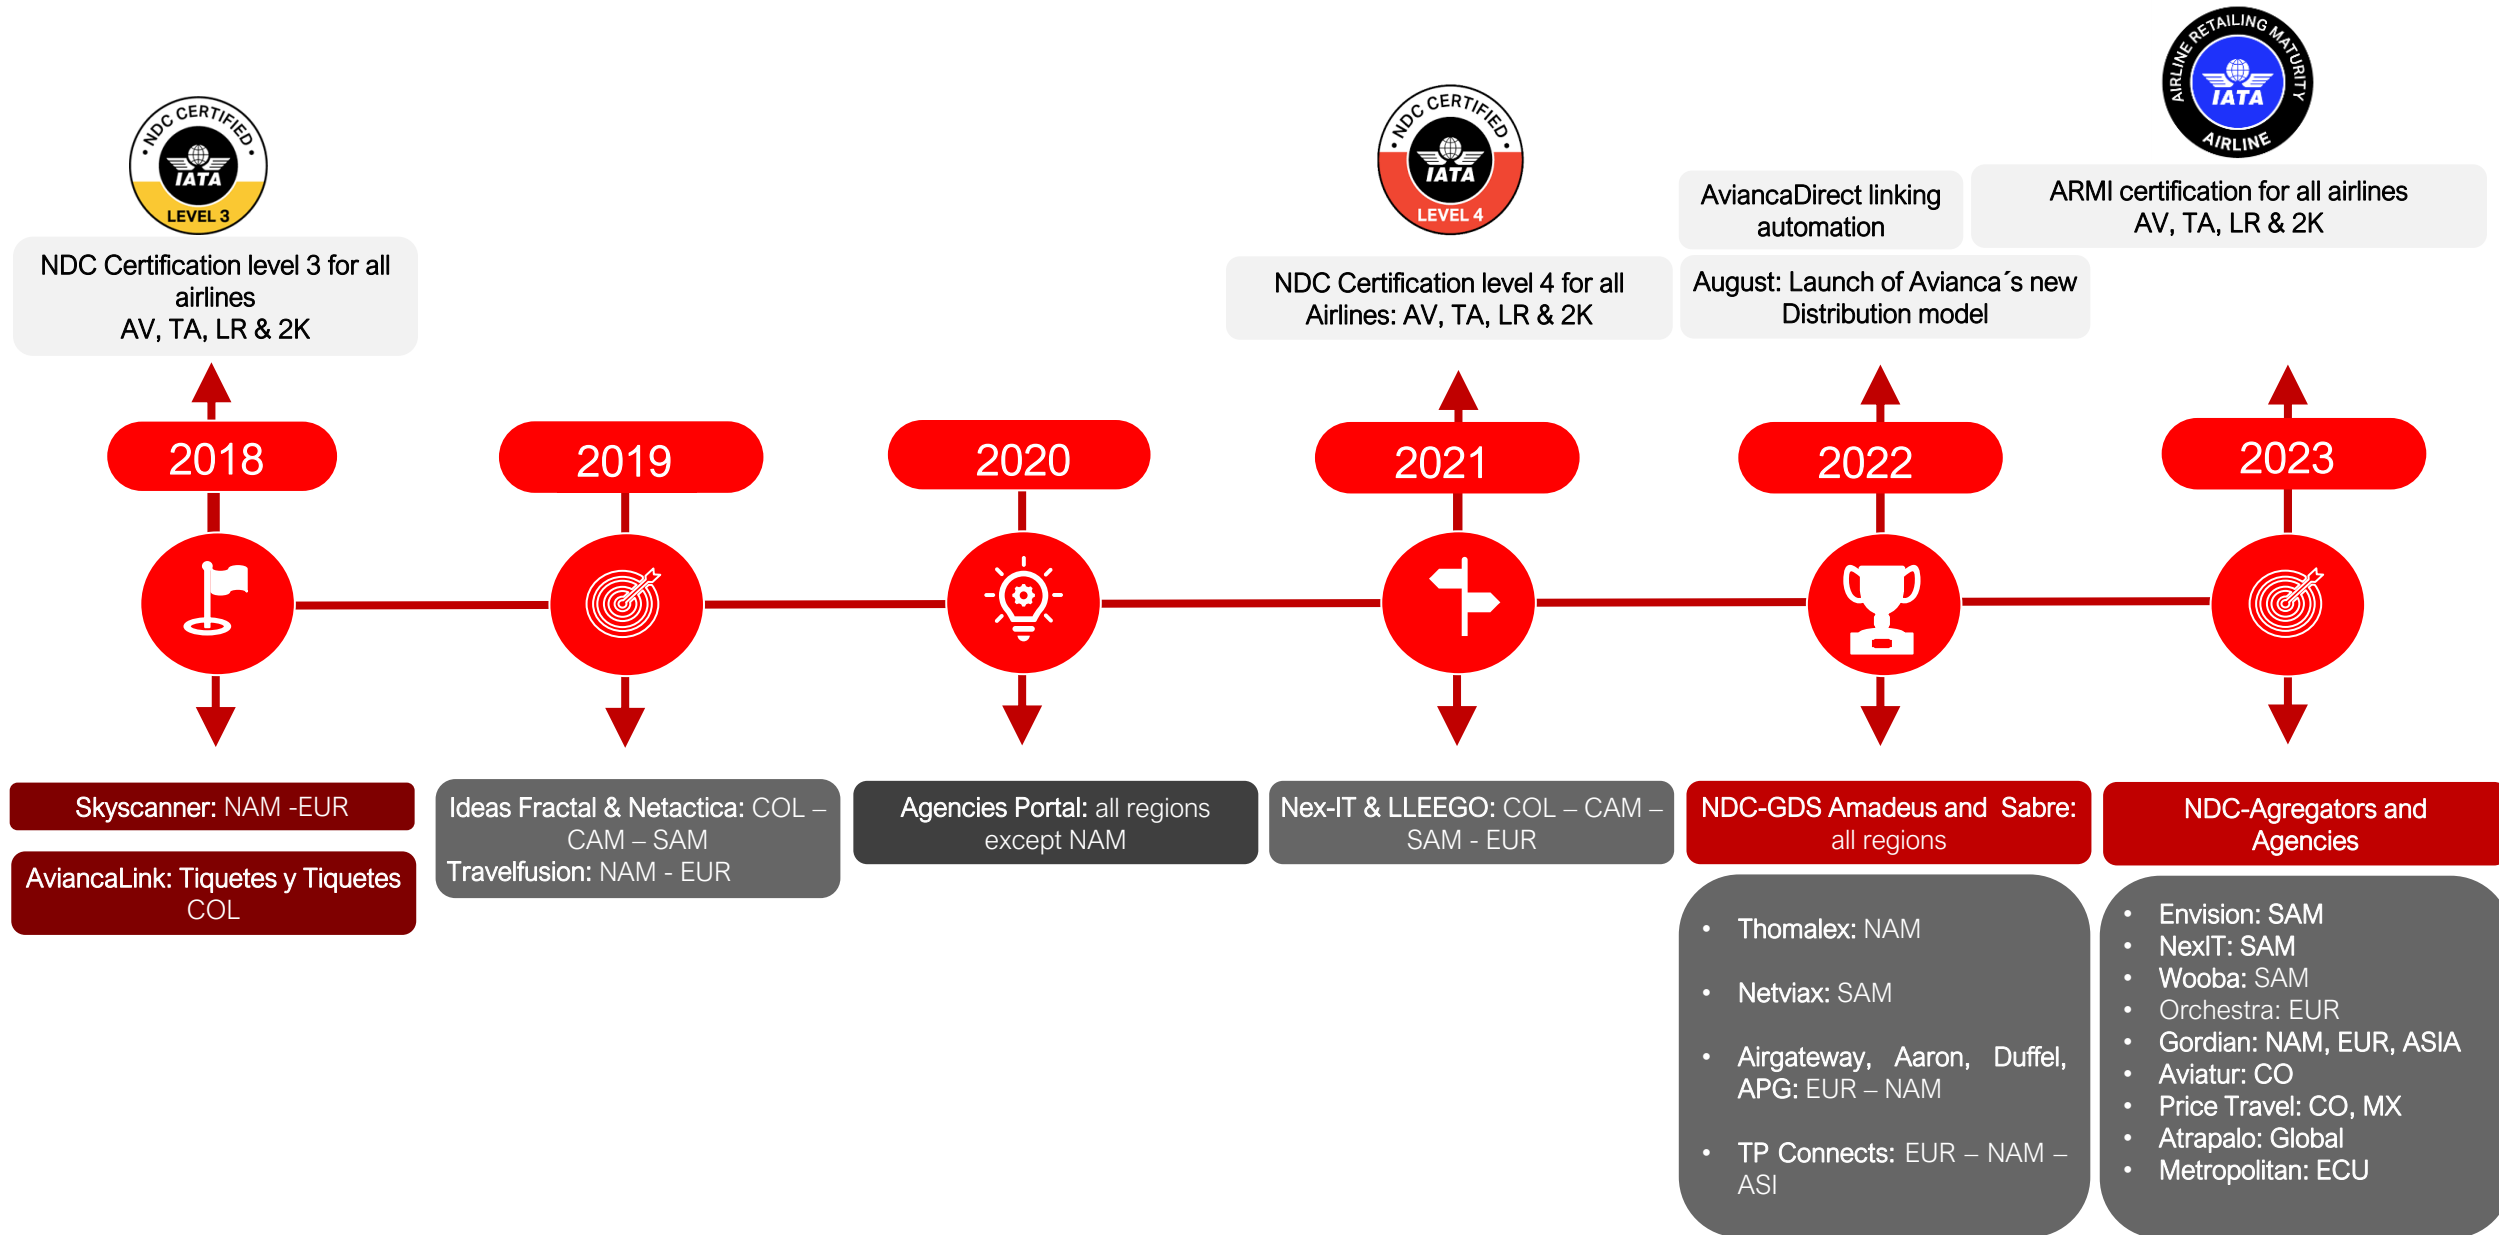 NDC CERTIFIED
IATA
LEVEL 3
NDC Certification level 3 for all
airlines
AV, TA, LR & 2K
NDC CERTIFIED
IATA
LEVEL 4
NDC Certification level 4 for all
Airlines: AV, TA, LR & 2K
AviancaDirect linking
automation
August: Launch of Avianca´s new
Distribution model
AIRLINE RETAILING MATURITY
IATA
AIRLINE
ARMI certification for all airlines
AV, TA, LR & 2K
2018
2019
2020
2021
2022
2023
Skyscanner: NAM -EUR
AviancaLink: Tiquetes y Tiquetes
COL
Ideas Fractal & Netactica: COL –
CAM – SAM
Travelfusion: NAM - EUR
Agencies Portal: all regions
except NAM
Nex-IT & LLEEGO: COL – CAM –
SAM - EUR
NDC-GDS Amadeus and Sabre:
all regions
• Thomalex: NAM
• Netviax: SAM
• Airgateway, Aaron, Duffel,
APG: EUR – NAM
• TP Connects: EUR – NAM –
ASI
NDC-Agregators and
Agencies
• Envision: SAM
• NexIT: SAM
• Wooba: SAM
• Orchestra: EUR
• Gordian: NAM, EUR, ASIA
• Aviatur: CO
• Price Travel: CO, MX
• Atrapalo: Global
• Metropolitan: ECU